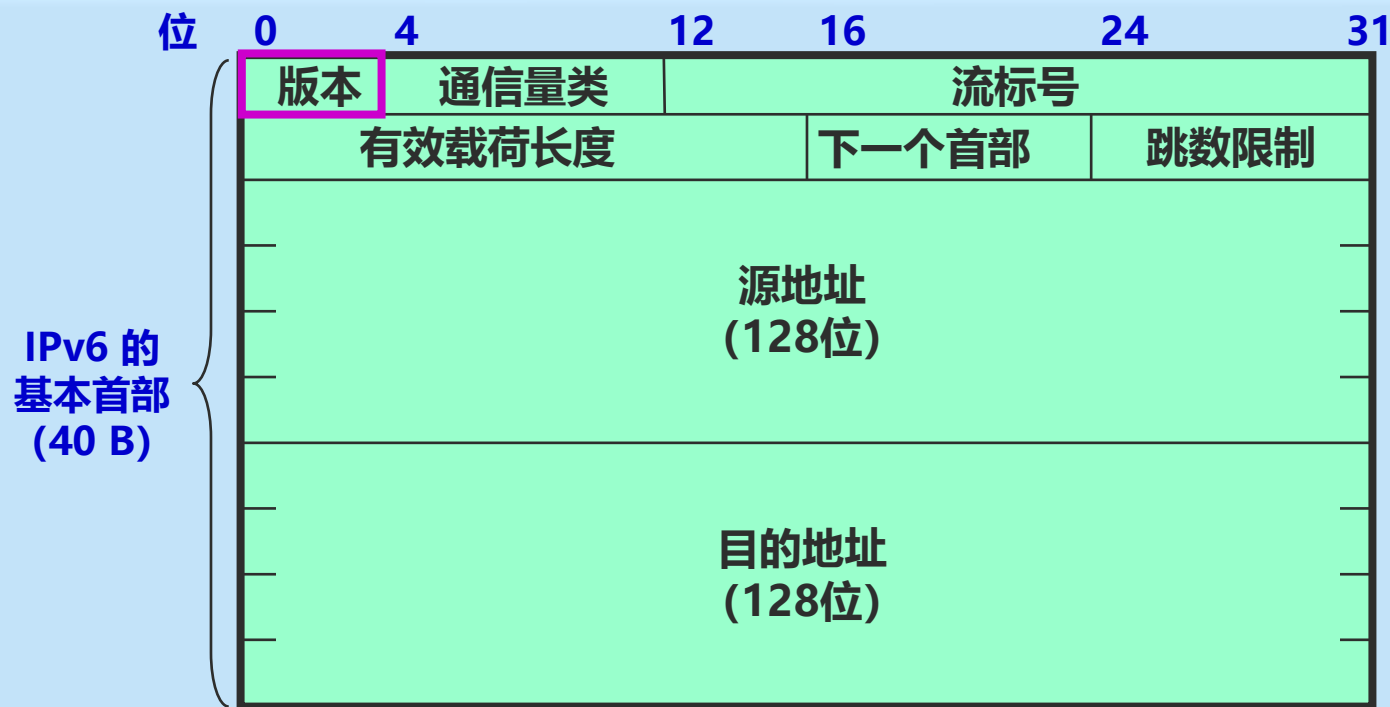 位 0 4 12 16 24 31
版本 通信量类 流标号
有效载荷长度 下一个首部 跳数限制
源地址
(128位)
IPv6 的
基本首部
(40 B)
目的地址
(128位)